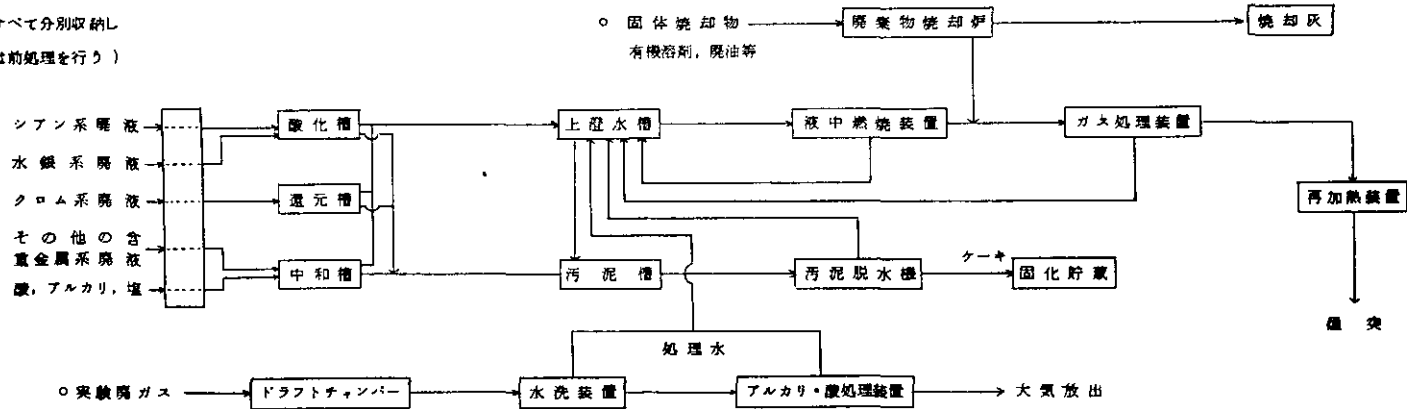 すべて分別収納し
は前処理を行う)
○ 固体焼却物
有機溶剤,廃油等
廃棄物焼却炉
焼却灰
シアン系廃液
水銀系廃液
クロム系廃液
その他の含
重金属系廃液
酸,アルカリ,塩
酸化槽
還元槽
中和槽
上澄水槽
液中燃焼装置
ガス処理装置
再加熱装置
汚泥槽
汚泥脱水機
ケーキ
固化貯蔵
煙突
処理水
○実験廃ガス
ドラフトチャンバー
水洗装置
アルカリ・酸処理装置
大気放出